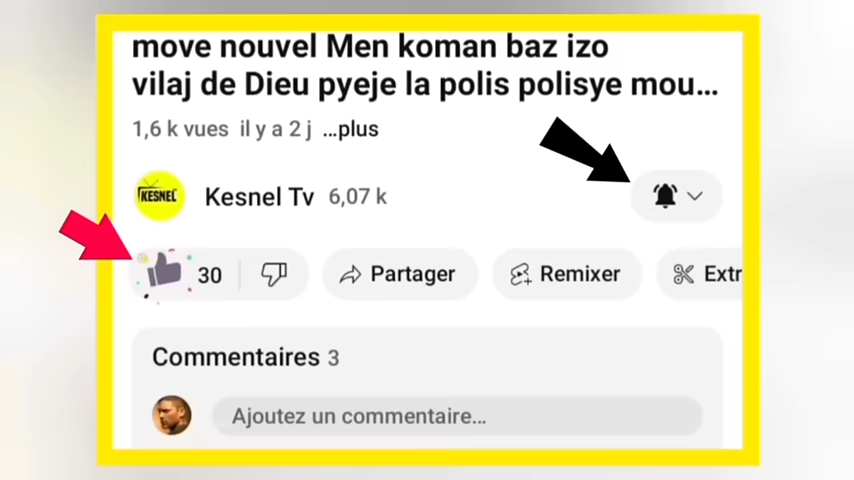 move nouvel Men koman baz izo
vilaj de Dieu pyeje la polis polisye mou...
1,6 k vues il y a 2 j ...plus
KESNEL
Kesnel Tv 6,07 k
30
Partager
Remixer
Extr
Commentaires 3
Ajoutez un commentaire...